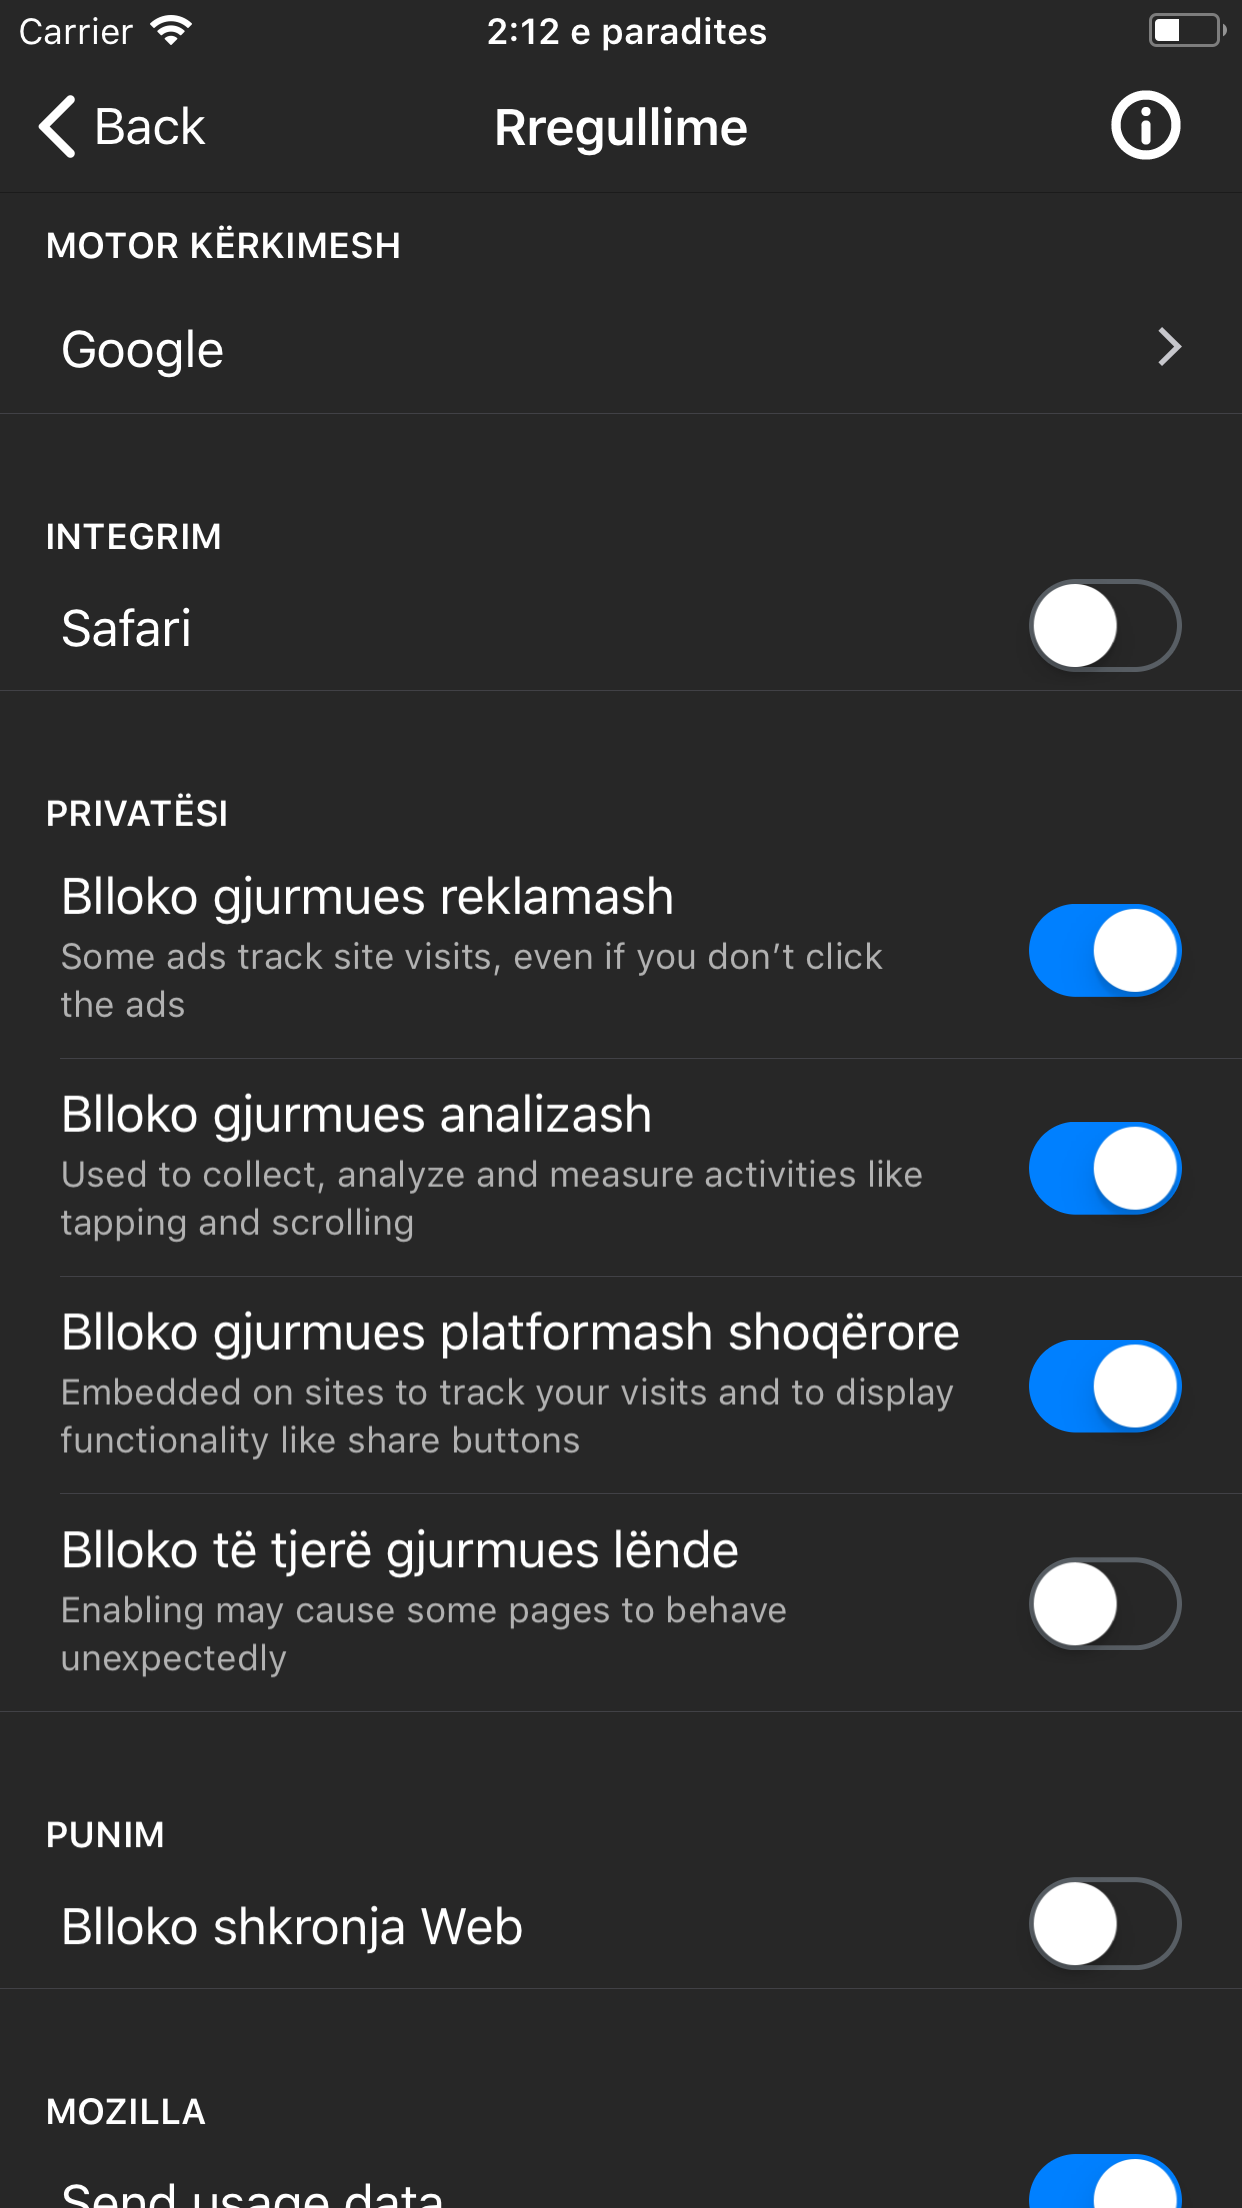 Carrier 2:12 e paradites
Back Rregullime
MOTOR KËRKIMESH
Google
INTEGRIM
Safari
PRIVATËSI
Blloko gjurmues reklamash
Some ads track site visits, even if you don’t click
the ads
Blloko gjurmues analizash
Used to collect, analyze and measure activities like
tapping and scrolling
Blloko gjurmues platformash shoqërore
Embedded on sites to track your visits and to display
functionality like share buttons
Blloko të tjerë gjurmues lënde
Enabling may cause some pages to behave
unexpectedly
PUNIM
Blloko shkronja Web
MOZILLA
Send usage data